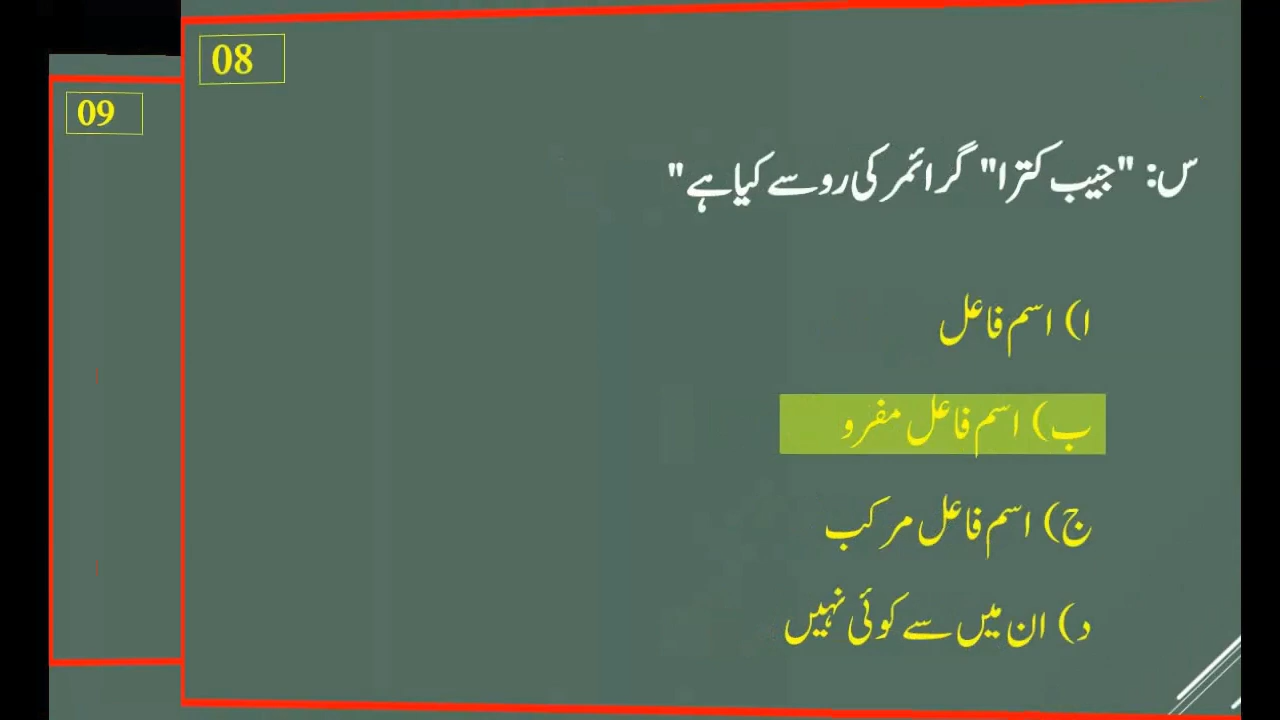 08
09
س: "جیب کترا" گرائمر کی رو سے کیا ہے"
ا) اسم فاعل
ب) اسم فاعل مفرو
ج) اسم فاعل مرکب
د) ان میں سے کوئی نہیں